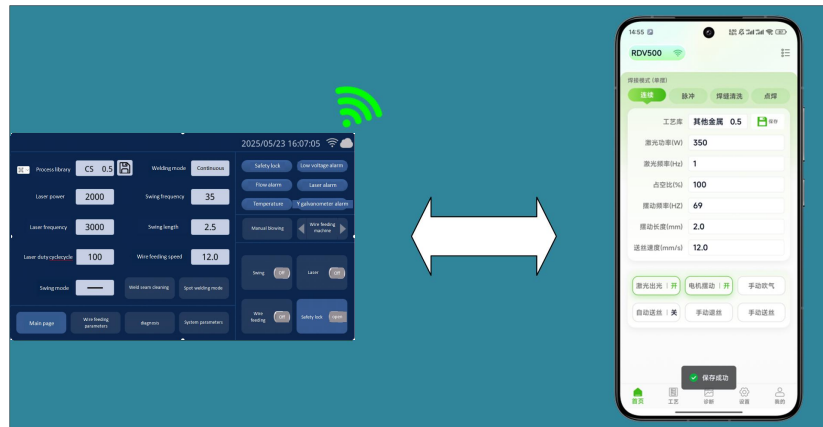 2025/05/23 16:07:05
Process library CS 0.5 Welding mode Continuous
Safety lock Low voltage alarm
Flow alarm Laser alarm
Laser power 2000 Swing frequency 35
Temperature Y galvanometer alarm
Laser frequency 3000 Swing length 2.5
Manual blowing Wire feeding machine
Laser duty cyclecycle 100 Wire feeding speed 12.0
Swing Off Laser Off
Swing mode Weld seam cleaning Spot welding mode
Wire feeding Off Safety lock open
Main page Wire feeding parameters diagnosis System parameters
14:55
RDV500
焊接模式 (单摆)
连续 脉冲 焊缝清洗 点焊
工艺库 其他金属 0.5 保存
激光功率(W) 350
激光频率(Hz) 1
占空比(%) 100
摆动频率(HZ) 69
摆动长度(mm) 2.0
送丝速度(mm/s) 12.0
激光出光 | 开 电机摆动 | 开 手动吹气
自动送丝 | 关 手动退丝 手动送丝
保存成功
首页 工艺 诊断 设置 我的